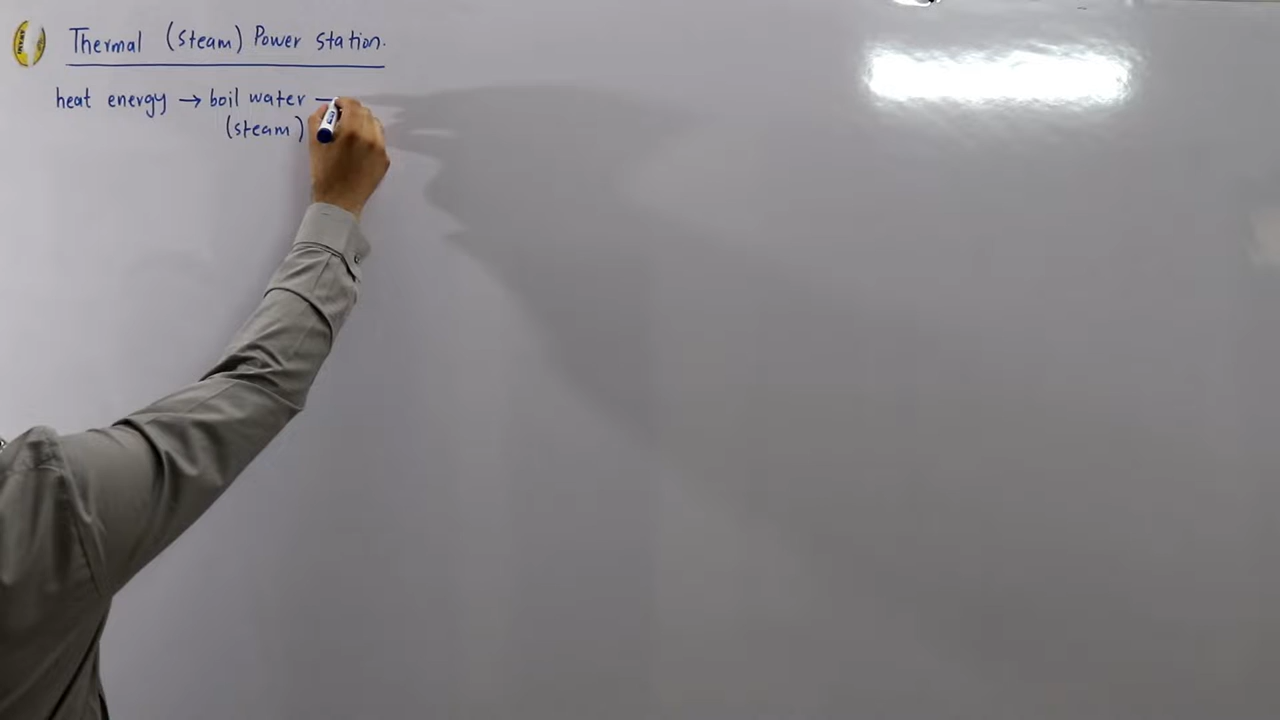 Thermal (Steam) Power Station.
heat energy → boil water —
(steam)